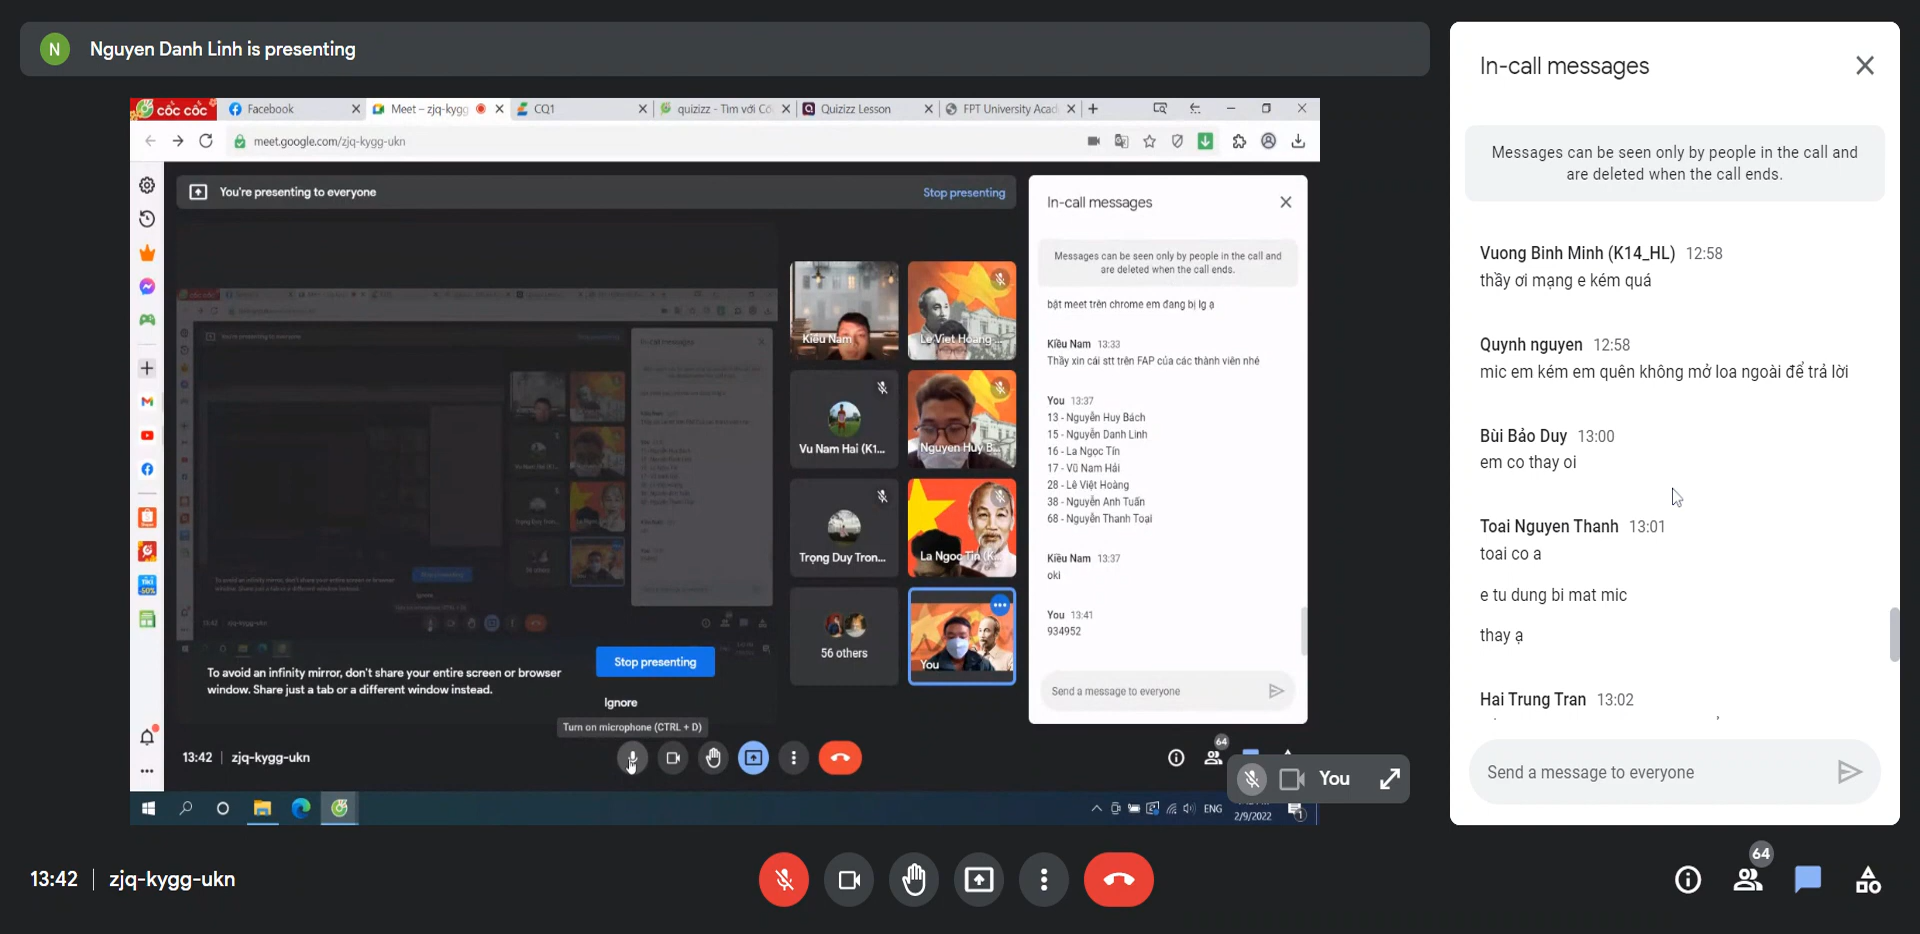 N
Nguyen Danh Linh is presenting
cốc cốc
Facebook
Meet – zjq-kygg
CQ1
quizizz - Tìm với Cố
Quizizz Lesson
FPT University Acad
meet.google.com/zjq-kygg-ukn
You're presenting to everyone
Stop presenting
Kiều Nam
Le Viet Hoang ...
Vu Nam Hai (K1...
Nguyen Huy B...
Trọng Duy Tron...
La Ngoc Tin (K...
56 others
You
To avoid an infinity mirror, don't share your entire screen or browser
window. Share just a tab or a different window instead.
Stop presenting
Ignore
Turn on microphone (CTRL + D)
13:42
zjq-kygg-ukn
64
In-call messages
Messages can be seen only by people in the call and
are deleted when the call ends.
bật meet trên chrome em đang bị lg ạ
Kiều Nam 13:33
Thầy xin cái stt trên FAP của các thành viên nhé
You 13:37
13 - Nguyễn Huy Bách
15 - Nguyễn Danh Linh
16 - La Ngọc Tín
17 - Vũ Nam Hải
28 - Lê Việt Hoàng
38 - Nguyễn Anh Tuấn
68 - Nguyễn Thanh Toại
Kiều Nam 13:37
oki
You 13:41
934952
Send a message to everyone
You
ENG
2/9/2022
In-call messages
Messages can be seen only by people in the call and
are deleted when the call ends.
Vuong Binh Minh (K14_HL) 12:58
thầy ơi mạng e kém quá
Quynh nguyen 12:58
mic em kém em quên không mở loa ngoài để trả lời
Bùi Bảo Duy 13:00
em co thay oi
Toai Nguyen Thanh 13:01
toai co a
e tu dung bi mat mic
thay ạ
Hai Trung Tran 13:02
Send a message to everyone
13:42
zjq-kygg-ukn
64